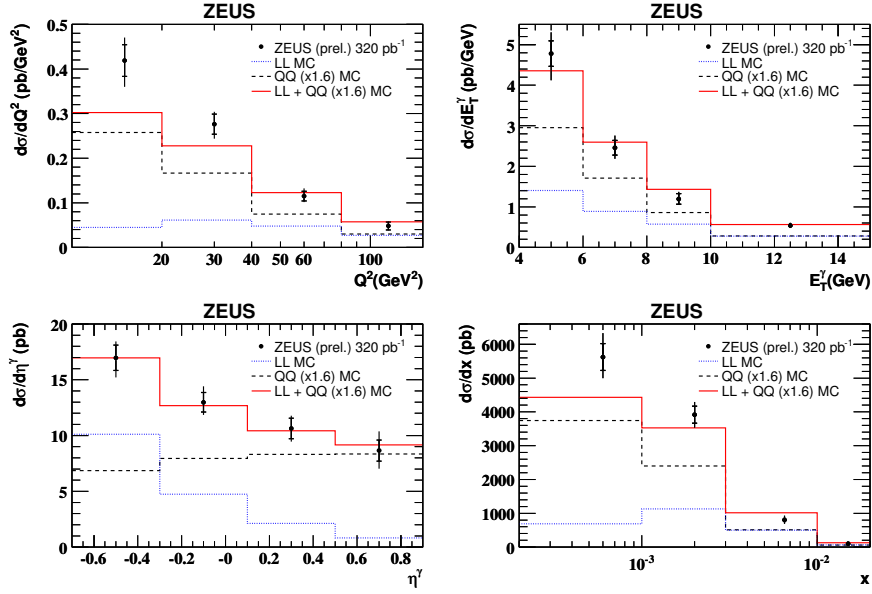 ZEUS
dσ/dQ² (pb/GeV²)
0.5
0.4
0.3
0.2
0.1
0
ZEUS (prel.) 320 pb⁻¹
LL MC
QQ (x1.6) MC
LL + QQ (x1.6) MC
20 30 40 50 60 100
Q²(GeV²)
ZEUS
dσ/dE_T^γ (pb/GeV)
5
4
3
2
1
0
ZEUS (prel.) 320 pb⁻¹
LL MC
QQ (x1.6) MC
LL + QQ (x1.6) MC
4 6 8 10 12 14
E_T^γ(GeV)
ZEUS
dσ/dη^γ (pb)
20
17
15
12
10
7
5
2
0
ZEUS (prel.) 320 pb⁻¹
LL MC
QQ (x1.6) MC
LL + QQ (x1.6) MC
-0.6 -0.4 -0.2 -0 0.2 0.4 0.6 0.8
η^γ
ZEUS
dσ/dx (pb)
6000
5000
4000
3000
2000
1000
0
ZEUS (prel.) 320 pb⁻¹
LL MC
QQ (x1.6) MC
LL + QQ (x1.6) MC
10⁻³ 10⁻²
x